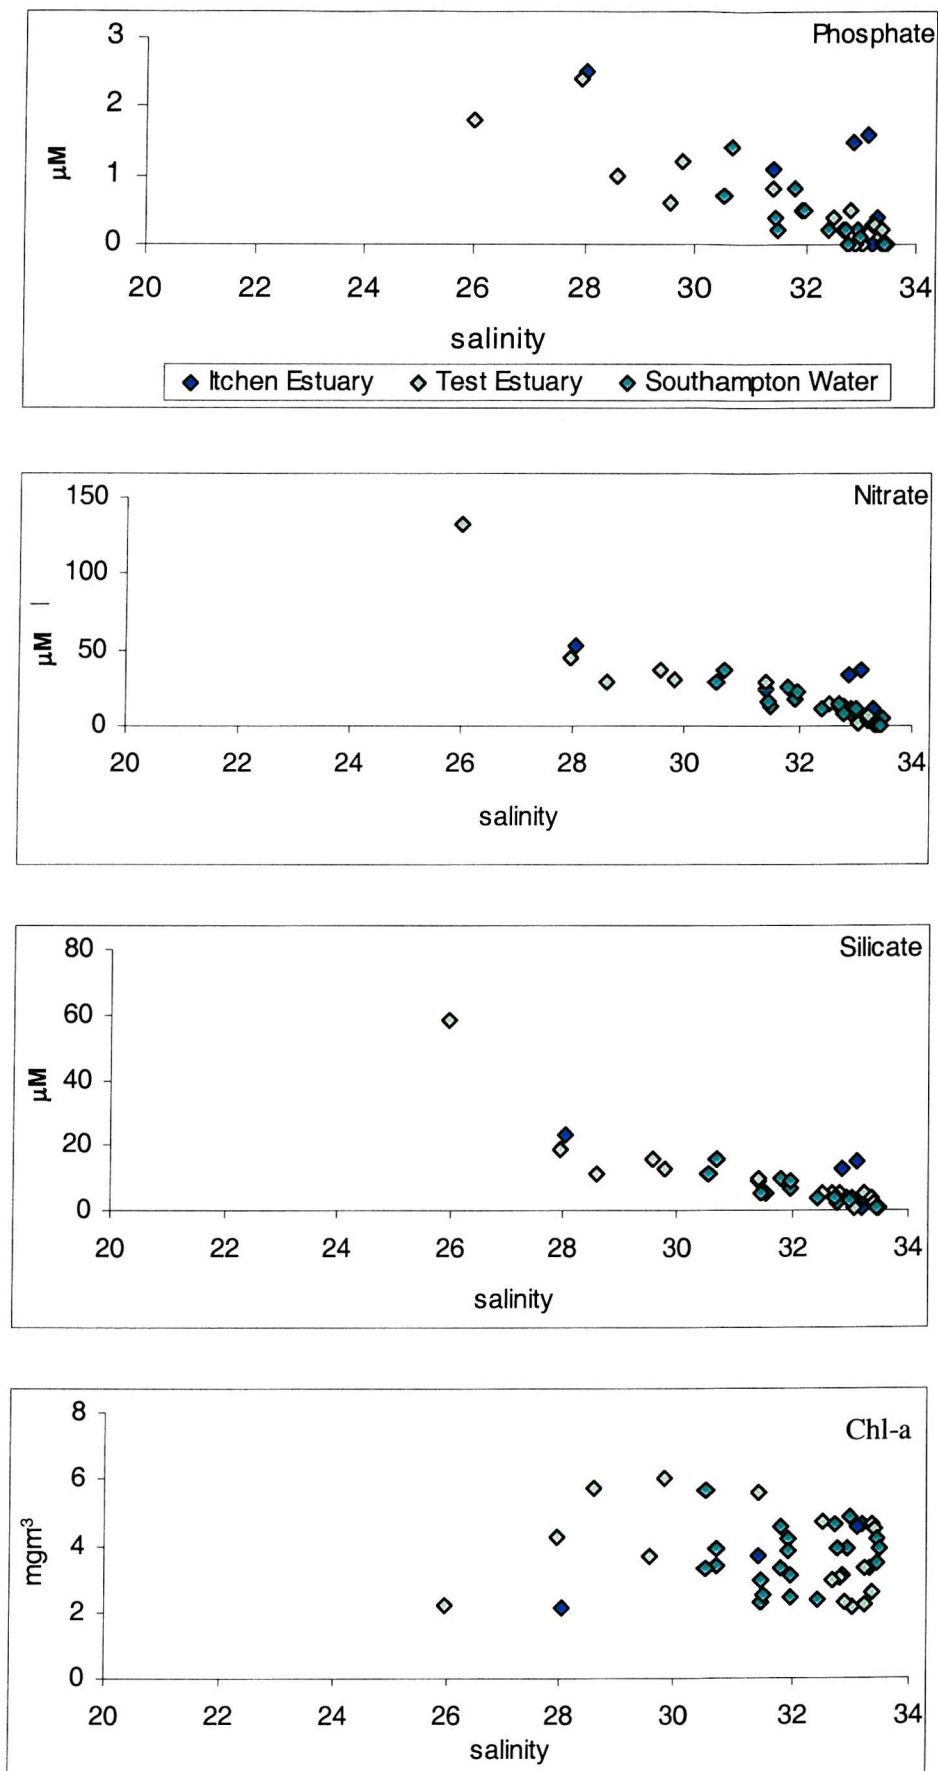 Phosphate
3
2
1
0
µM
20 22 24 26 28 30 32 34
salinity
Itchen Estuary Test Estuary Southampton Water
Nitrate
150
100
50
0
µM l
20 22 24 26 28 30 32 34
salinity
Silicate
80
60
40
20
0
µM
20 22 24 26 28 30 32 34
salinity
Chl-a
8
6
4
2
0
mgm³
20 22 24 26 28 30 32 34
salinity